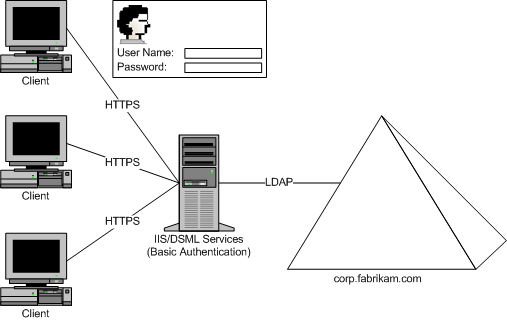 User Name:
Password:
Client
HTTPS
HTTPS
Client
HTTPS
LDAP
IIS/DSML Services
(Basic Authentication)
corp.fabrikam.com
Client